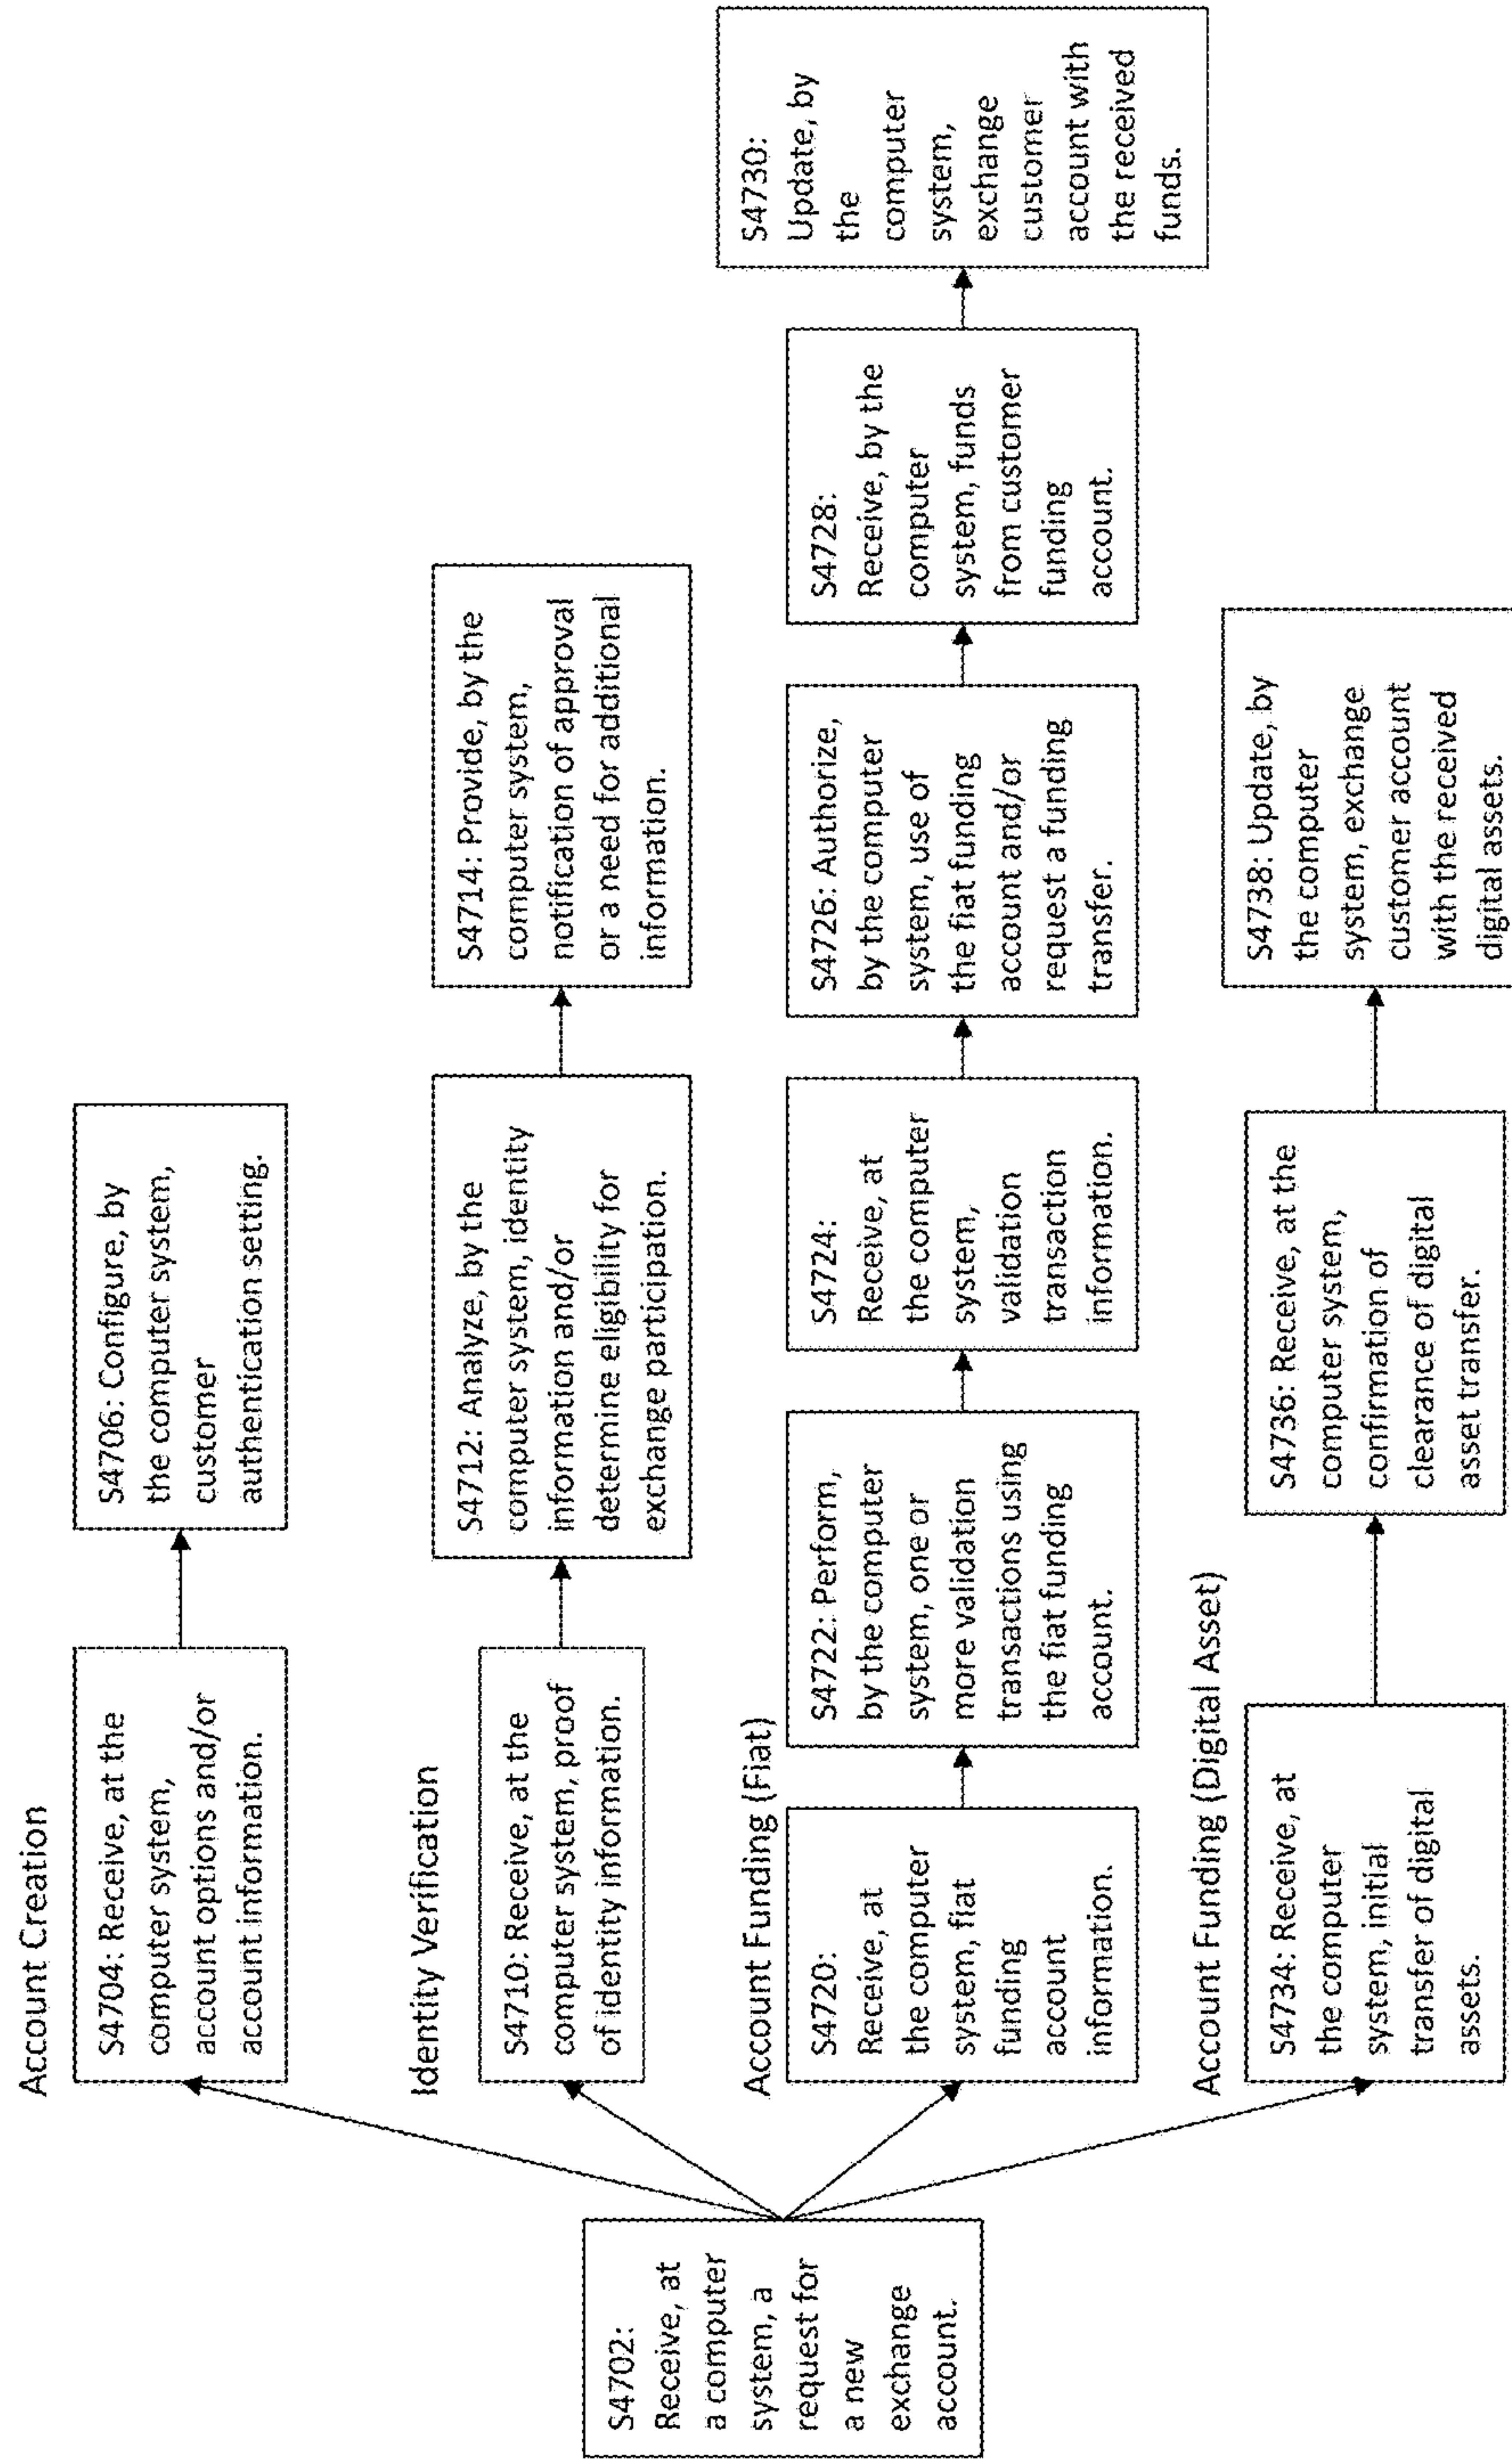 S4702:
Receive, at
a computer
system, a
request for
a new
exchange
account.
Account Creation
S4704: Receive, at the
computer system,
account options and/or
account information.
S4706: Configure, by
the computer system,
customer
authentication setting.
Identity Verification
S4710: Receive, at the
computer system, proof
of identity information.
S4712: Analyze, by the
computer system, identity
information and/or
determine eligibility for
exchange participation.
S4714: Provide, by the
computer system,
notification of approval
or a need for additional
information.
Account Funding (Fiat)
S4720:
Receive, at
the computer
system, fiat
funding
account
information.
S4722: Perform,
by the computer
system, one or
more validation
transactions using
the fiat funding
account.
S4724:
Receive, at
the computer
system,
validation
transaction
information.
S4726: Authorize,
by the computer
system, use of
the fiat funding
account and/or
request a funding
transfer.
S4728:
Receive, by the
computer
system, funds
from customer
funding
account.
S4730:
Update, by
the
computer
system,
exchange
customer
account with
the received
funds.
Account Funding (Digital Asset)
S4734: Receive, at
the computer
system, initial
transfer of digital
assets.
S4736: Receive, at the
computer system,
confirmation of
clearance of digital
asset transfer.
S4738: Update, by
the computer
system, exchange
customer account
with the received
digital assets.